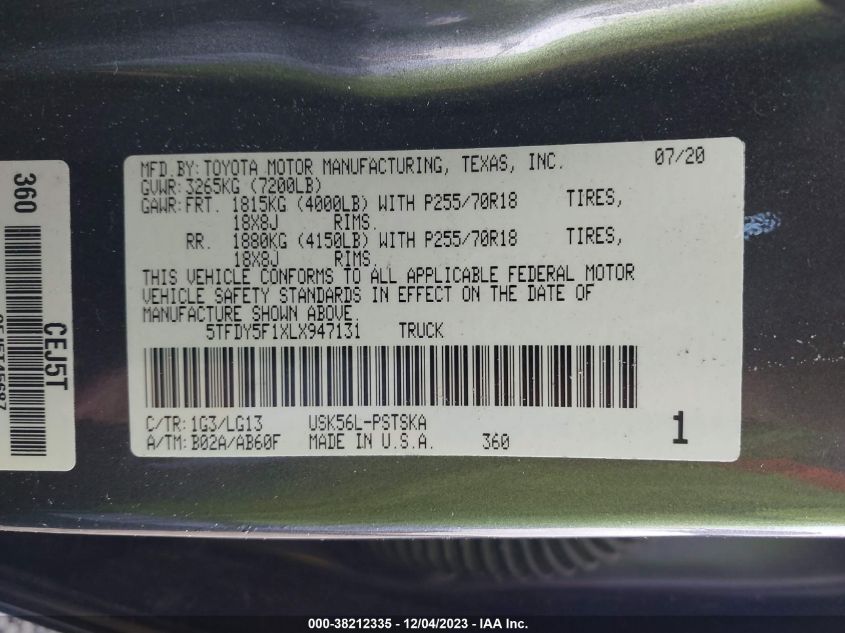 MFD.BY:TOYOTA MOTOR MANUFACTURING, TEXAS, INC. 07/20
GVWR:3265KG (7200LB)
GAWR:FRT. 1815KG (4000LB) WITH P255/70R18 TIRES,
18X8J RIMS.
RR. 1880KG (4150LB) WITH P255/70R18 TIRES,
18X8J RIMS.
THIS VEHICLE CONFORMS TO ALL APPLICABLE FEDERAL MOTOR
VEHICLE SAFETY STANDARDS IN EFFECT ON THE DATE OF
MANUFACTURE SHOWN ABOVE.
5TFDY5F1XLX947131 TRUCK
C/TR:1G3/LG13 USK56L-PSTSKA
A/TM:B02A/AB60F MADE IN U.S.A. 360 1
360
CEJ5T
000-38212335 - 12/04/2023 - IAA Inc.